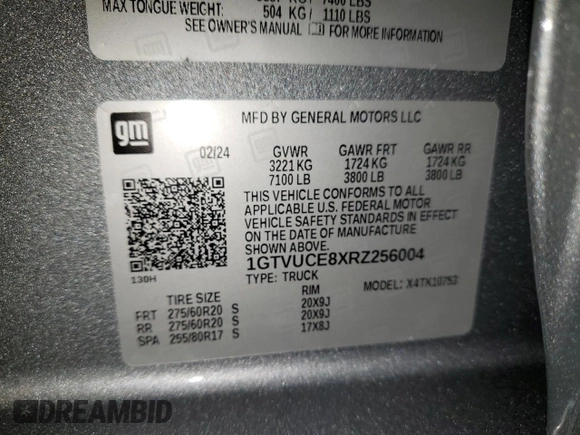 MAX TONGUE WEIGHT: 504 KG / 1110 LBS
SEE OWNER'S MANUAL FOR MORE INFORMATION
gm
MFD BY GENERAL MOTORS LLC
02/24 GVWR GAWR FRT GAWR RR
3221 KG 1724 KG 1724 KG
7100 LB 3800 LB 3800 LB
THIS VEHICLE CONFORMS TO ALL
APPLICABLE U.S. FEDERAL MOTOR
VEHICLE SAFETY STANDARDS IN EFFECT
ON THE DATE OF MANUFACTURE
SHOWN ABOVE.
1GTVUCE8XRZ256004
TYPE: TRUCK
MODEL: X4TK10753
130H
TIRE SIZE RIM
FRT 275/60R20 S 20X9J
RR 275/60R20 S 20X9J
SPA 255/80R17 S 17X8J
DREAMBID